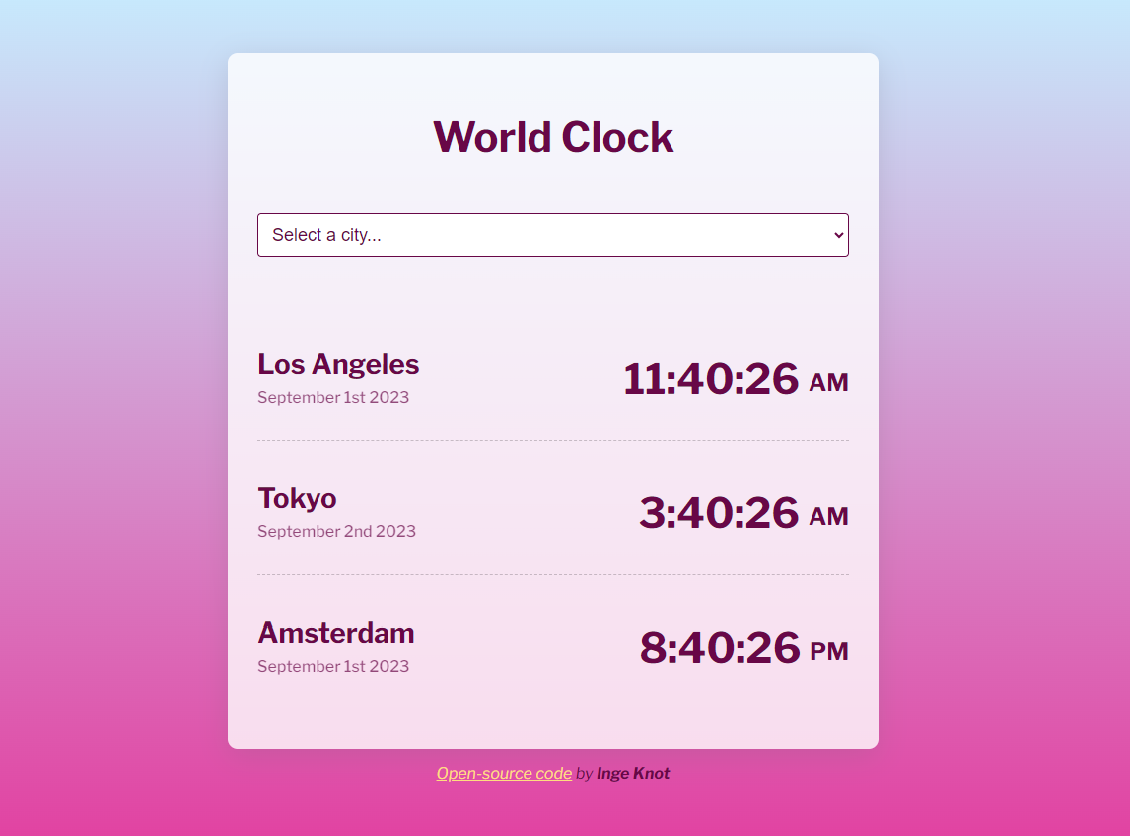 World Clock
Select a city...
Los Angeles
September 1st 2023
11:40:26 AM
Tokyo
September 2nd 2023
3:40:26 AM
Amsterdam
September 1st 2023
8:40:26 PM
Open-source code by Inge Knot